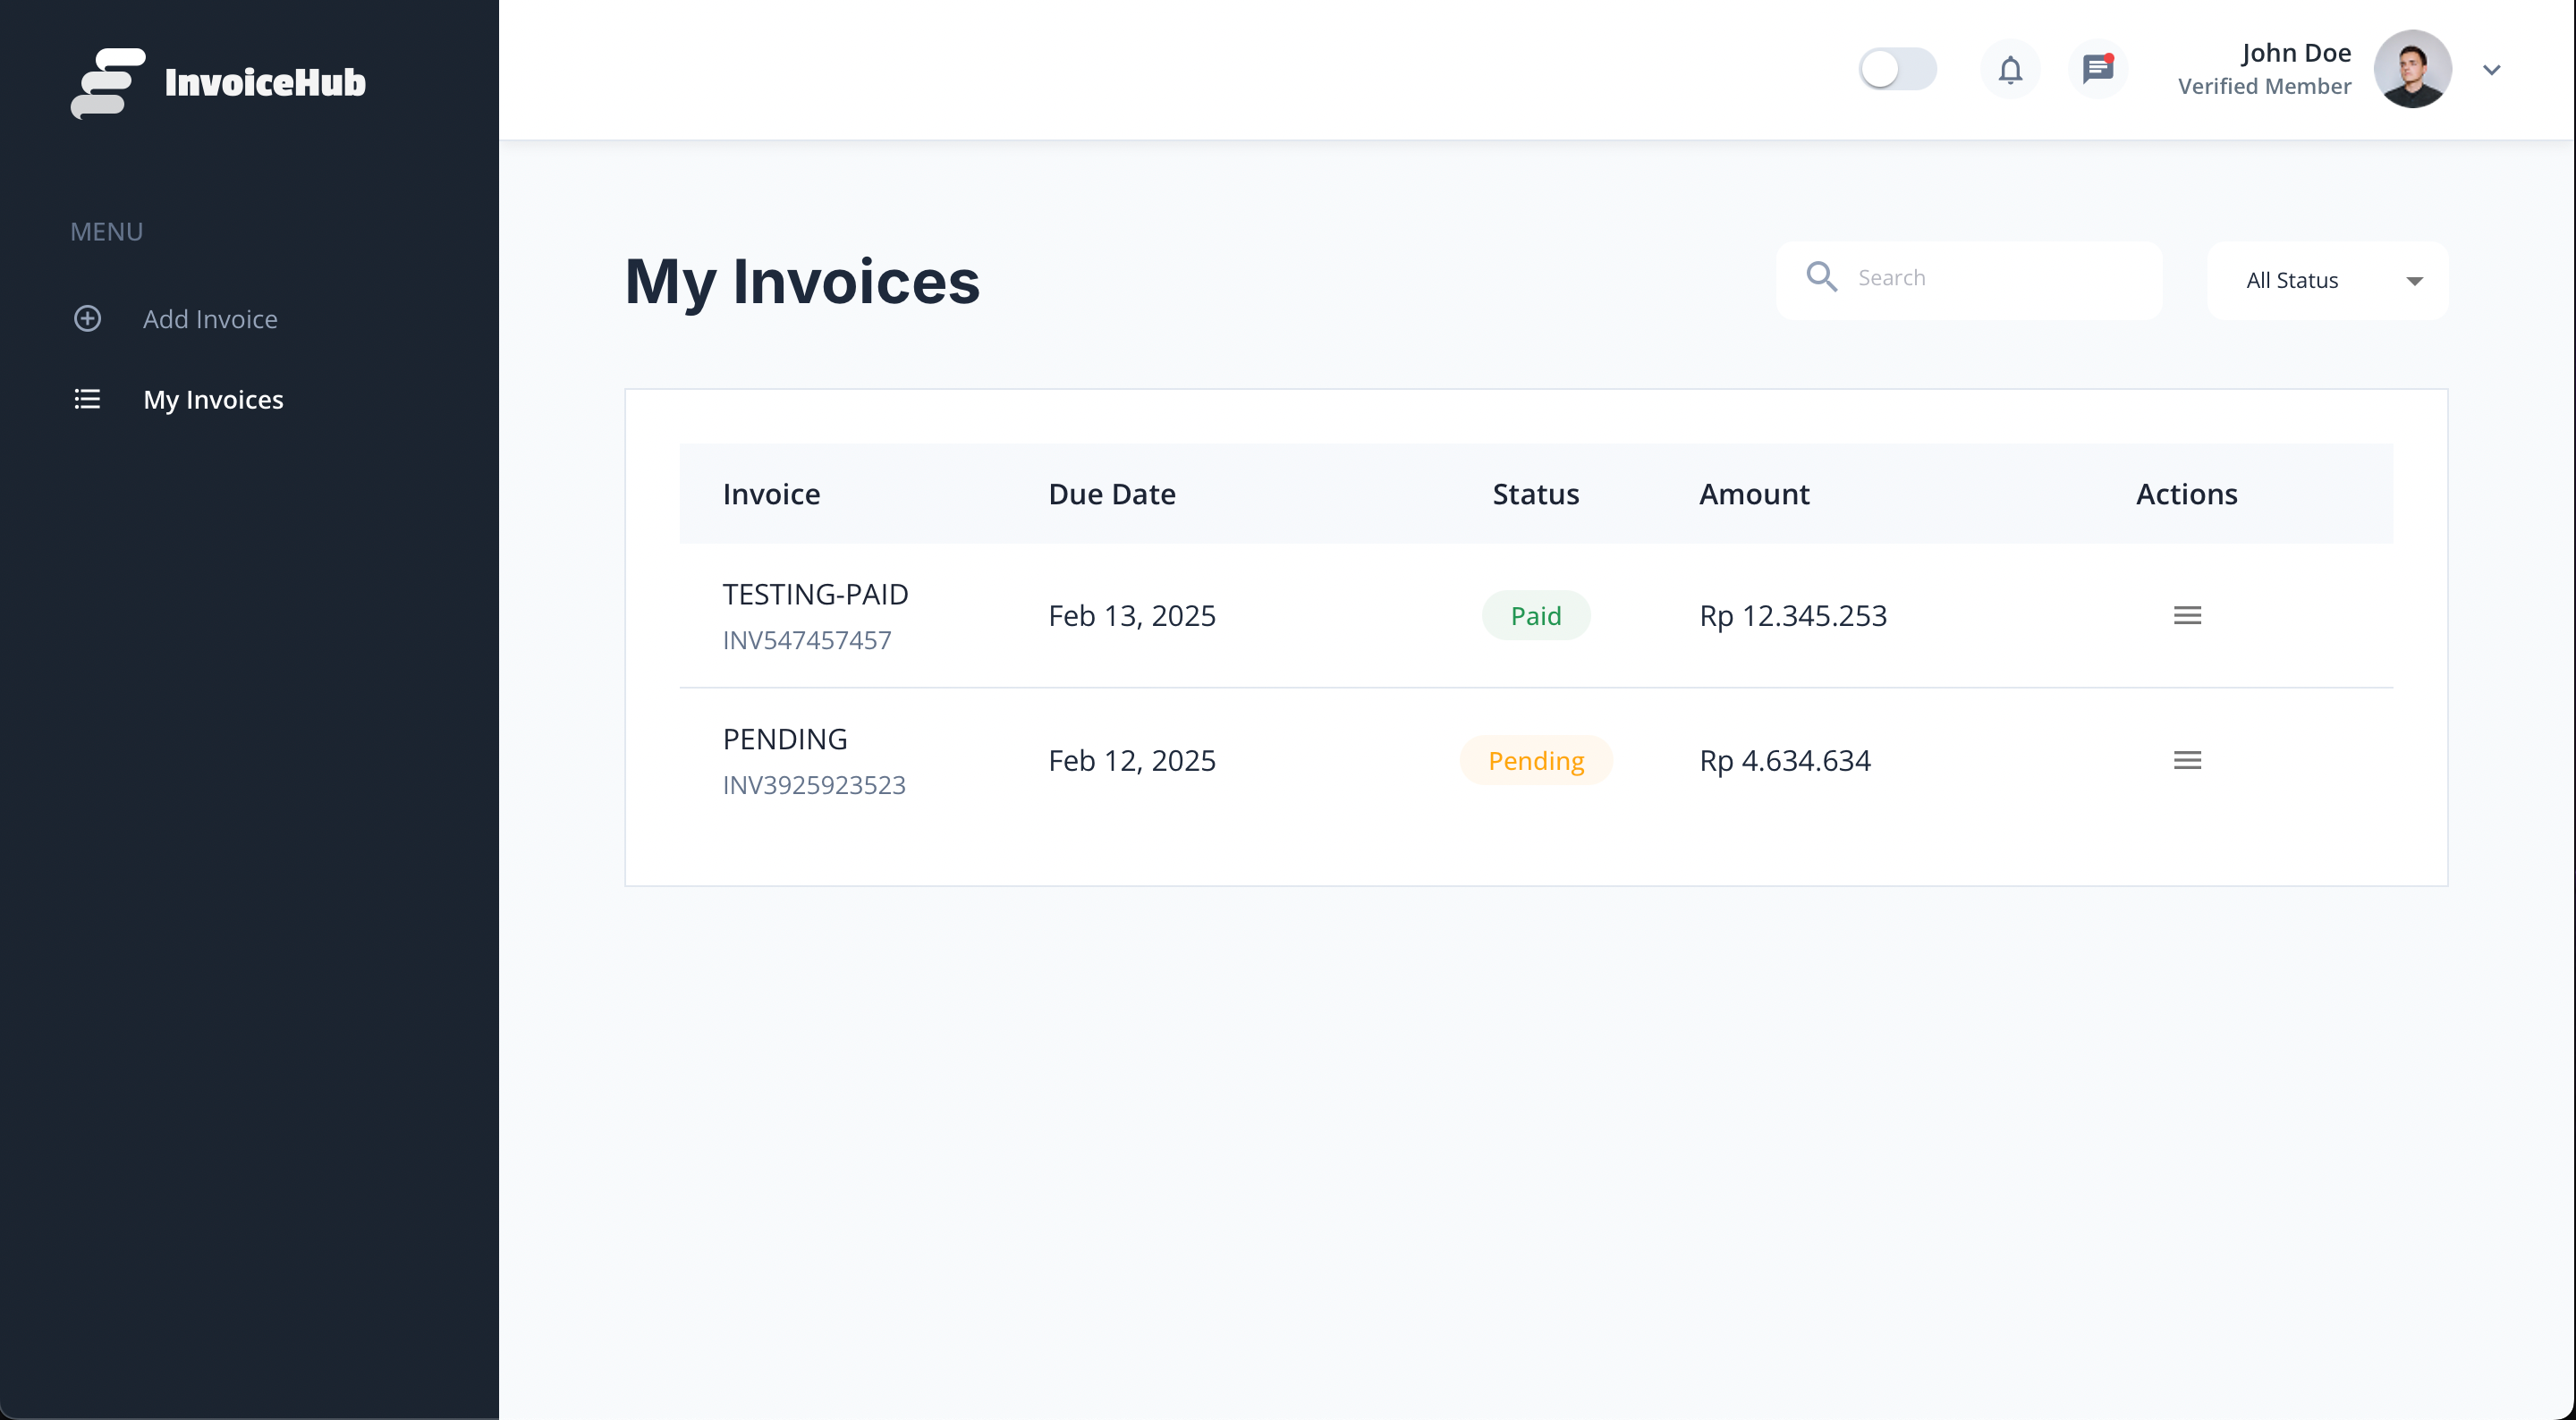 InvoiceHub
MENU
Add Invoice
My Invoices
John Doe
Verified Member
My Invoices
Search
All Status
Invoice Due Date Status Amount Actions
TESTING-PAID
INV547457457
Feb 13, 2025 Paid Rp 12.345.253
PENDING
INV3925923523
Feb 12, 2025 Pending Rp 4.634.634